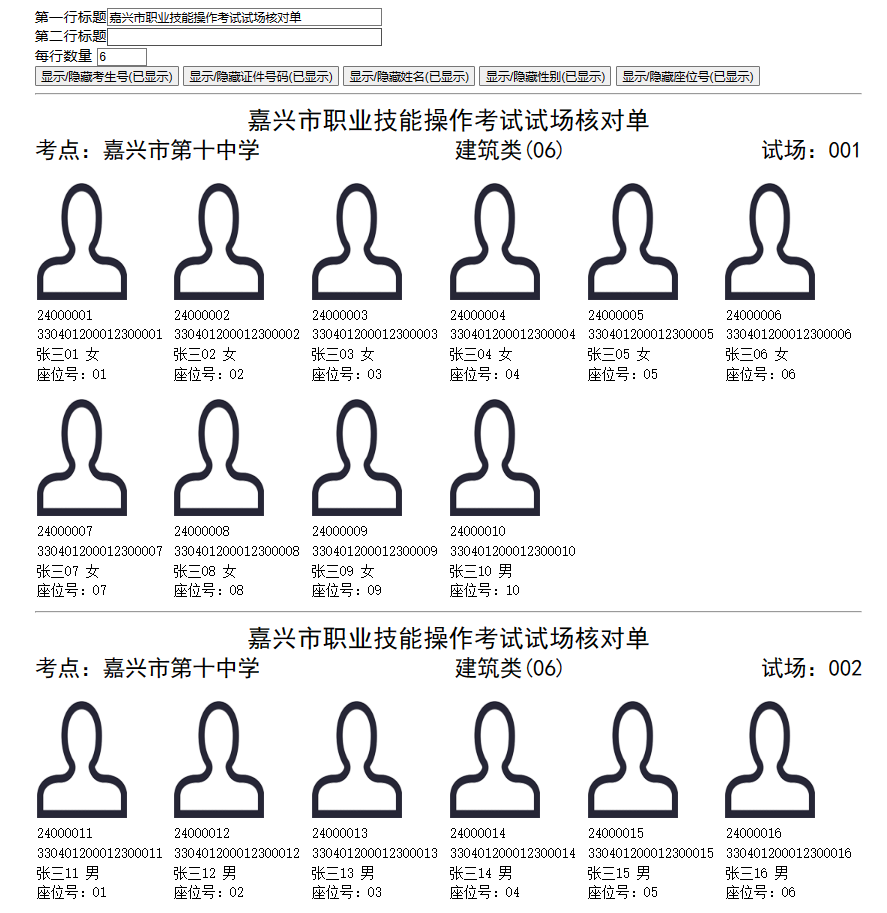 第一行标题 嘉兴市职业技能操作考试试场核对单
第二行标题
每行数量 6
显示/隐藏考生号(已显示) 显示/隐藏证件号码(已显示) 显示/隐藏姓名(已显示) 显示/隐藏性别(已显示) 显示/隐藏座位号(已显示)
嘉兴市职业技能操作考试试场核对单
考点：嘉兴市第十中学 建筑类(06) 试场：001
24000001 24000002 24000003 24000004 24000005 24000006
330401200012300001 330401200012300002 330401200012300003 330401200012300004 330401200012300005 330401200012300006
张三01 女 张三02 女 张三03 女 张三04 女 张三05 女 张三06 女
座位号：01 座位号：02 座位号：03 座位号：04 座位号：05 座位号：06
24000007 24000008 24000009 24000010
330401200012300007 330401200012300008 330401200012300009 330401200012300010
张三07 女 张三08 女 张三09 女 张三10 男
座位号：07 座位号：08 座位号：09 座位号：10
嘉兴市职业技能操作考试试场核对单
考点：嘉兴市第十中学 建筑类(06) 试场：002
24000011 24000012 24000013 24000014 24000015 24000016
330401200012300011 330401200012300012 330401200012300013 330401200012300014 330401200012300015 330401200012300016
张三11 男 张三12 男 张三13 男 张三14 男 张三15 男 张三16 男
座位号：01 座位号：02 座位号：03 座位号：04 座位号：05 座位号：06